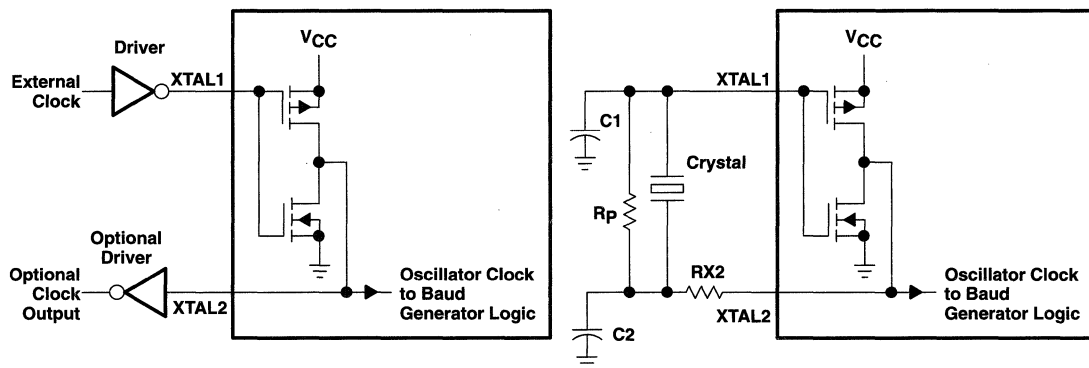 Driver
External
Clock
XTAL1
VCC
Optional
Driver
Optional
Clock
Output
XTAL2
Oscillator Clock
to Baud
Generator Logic
VCC
XTAL1
C1
Crystal
RP
RX2
XTAL2
C2
Oscillator Clock
to Baud
Generator Logic